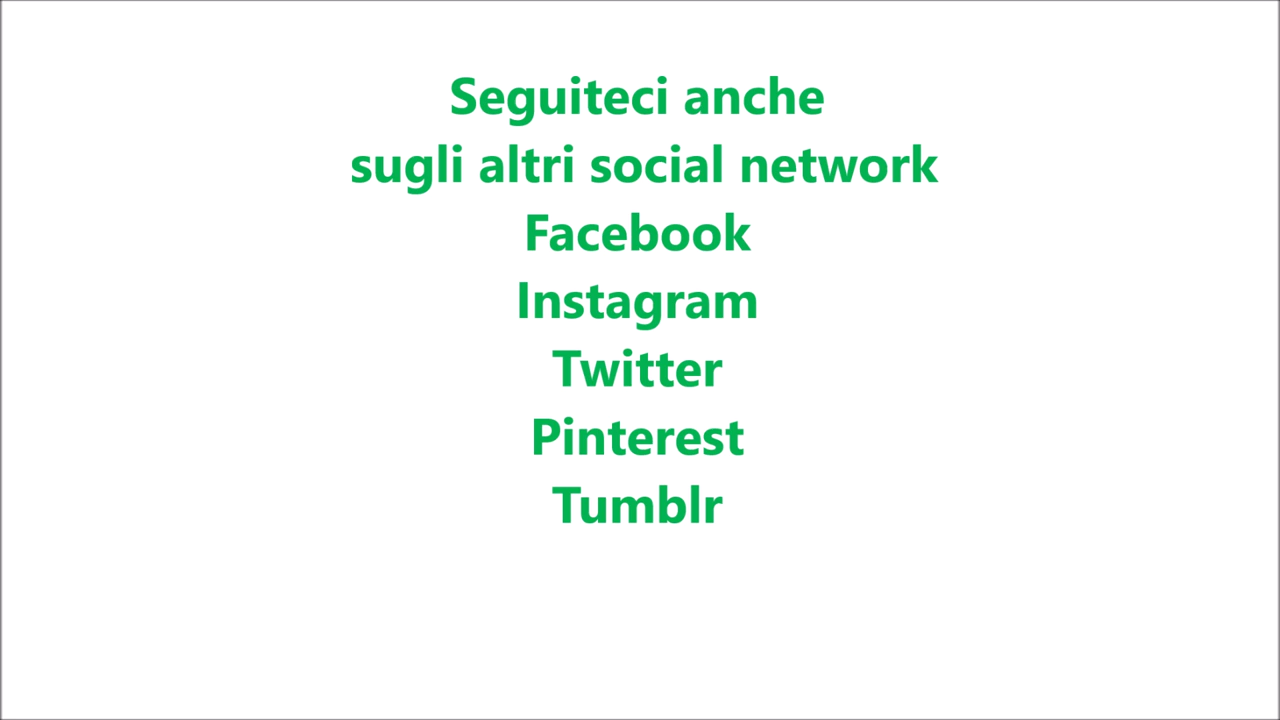 Seguiteci anche
sugli altri social network
Facebook
Instagram
Twitter
Pinterest
Tumblr